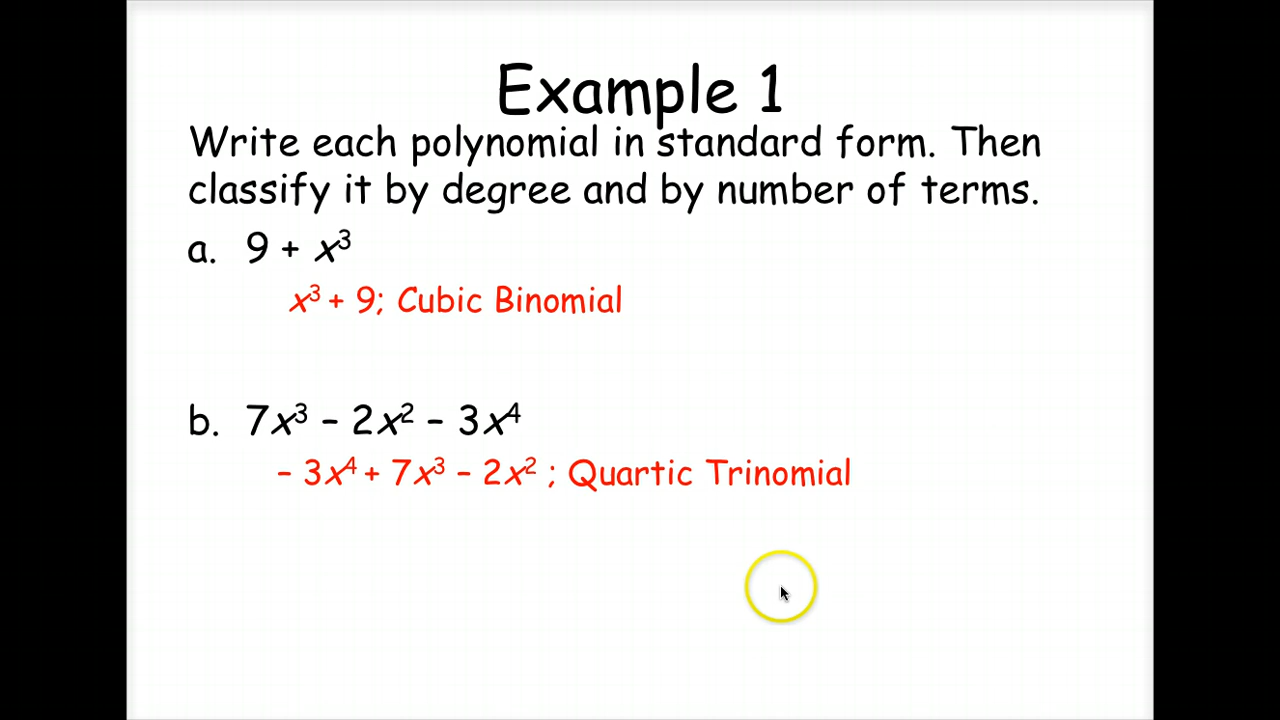 Example 1
Write each polynomial in standard form. Then
classify it by degree and by number of terms.
a. 9 + x³
x³ + 9; Cubic Binomial
b. 7x³ – 2x² – 3x⁴
– 3x⁴ + 7x³ – 2x² ; Quartic Trinomial